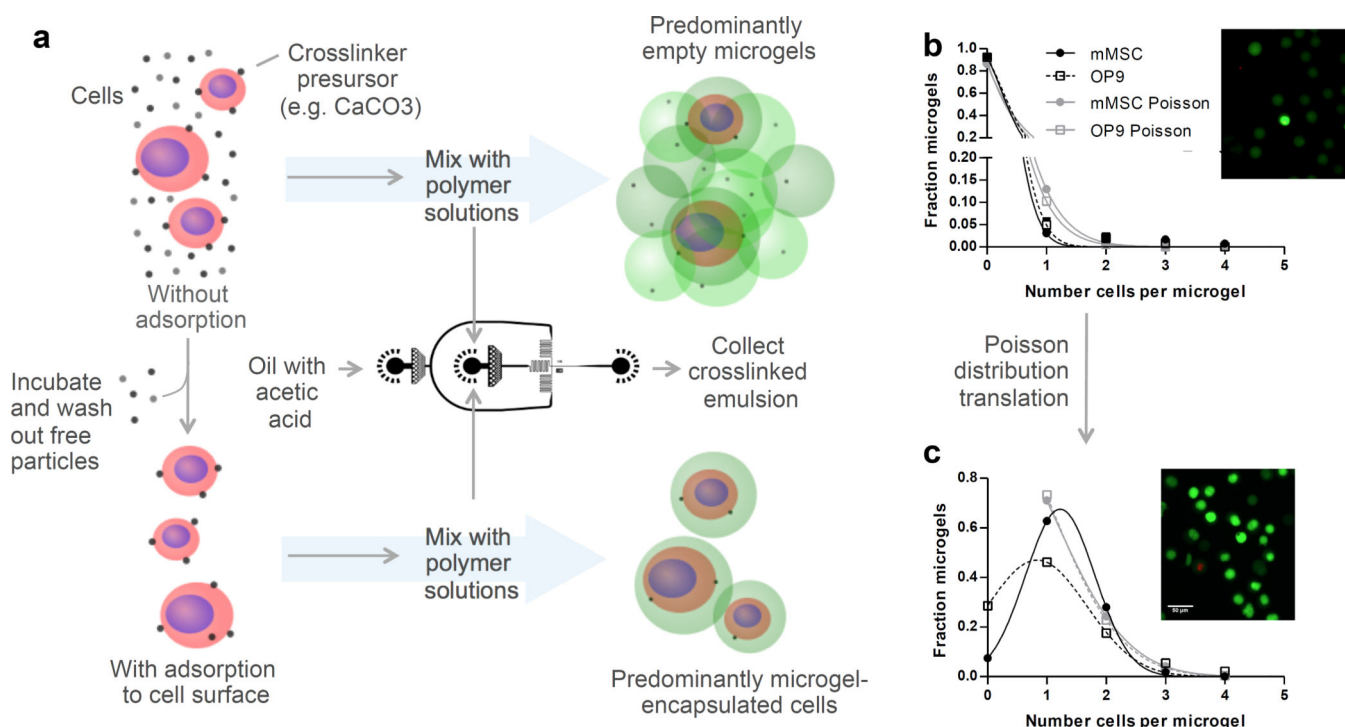 a
Cells
Crosslinker
presursor
(e.g. CaCO3)
Without
adsorption
Mix with
polymer
solutions
Predominantly
empty microgels
Incubate
and wash
out free
particles
Oil with
acetic
acid
Collect
crosslinked
emulsion
With adsorption
to cell surface
Mix with
polymer
solutions
Predominantly microgel-
encapsulated cells
b
Fraction microgels
1.0
0.8
0.6
0.4
0.2
0.20
0.15
0.10
0.05
0.00
mMSC
OP9
mMSC Poisson
OP9 Poisson
0 1 2 3 4 5
Number cells per microgel
Poisson
distribution
translation
c
Fraction microgels
0.8
0.6
0.4
0.2
0.0
50 µm
0 1 2 3 4 5
Number cells per microgel